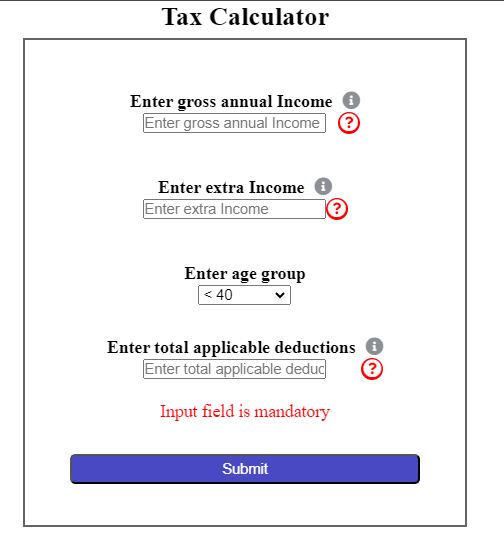 Tax Calculator
Enter gross annual Income i
Enter gross annual Income ?
Enter extra Income i
Enter extra Income ?
Enter age group
< 40
Enter total applicable deductions i
Enter total applicable deduc ?
Input field is mandatory
Submit